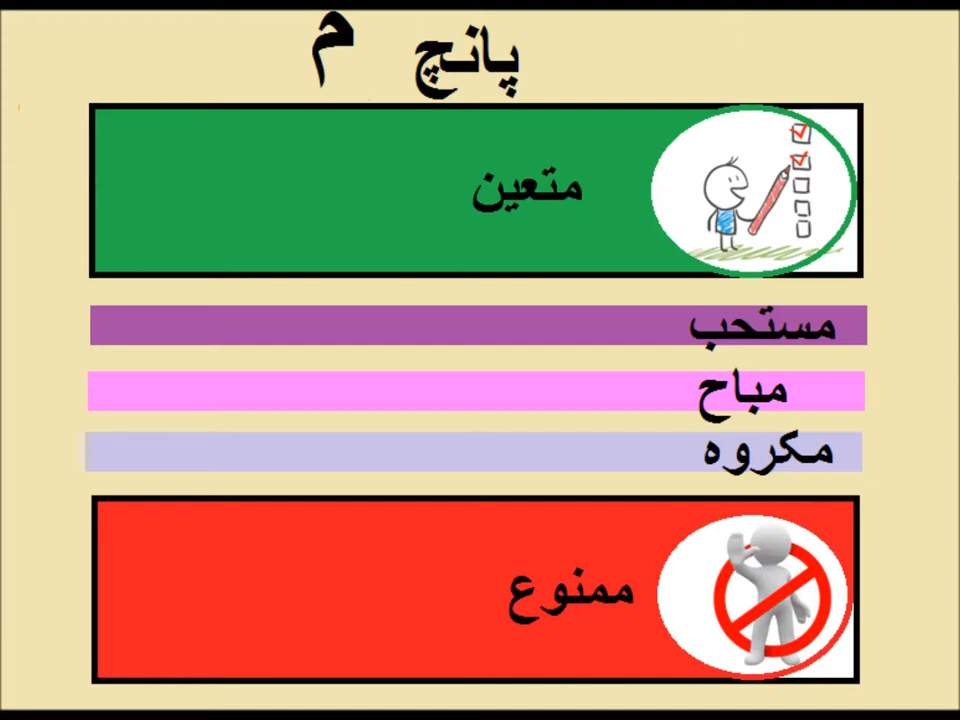 پانچ م
متعین
مستحب
مباح
مکروہ
ممنوع